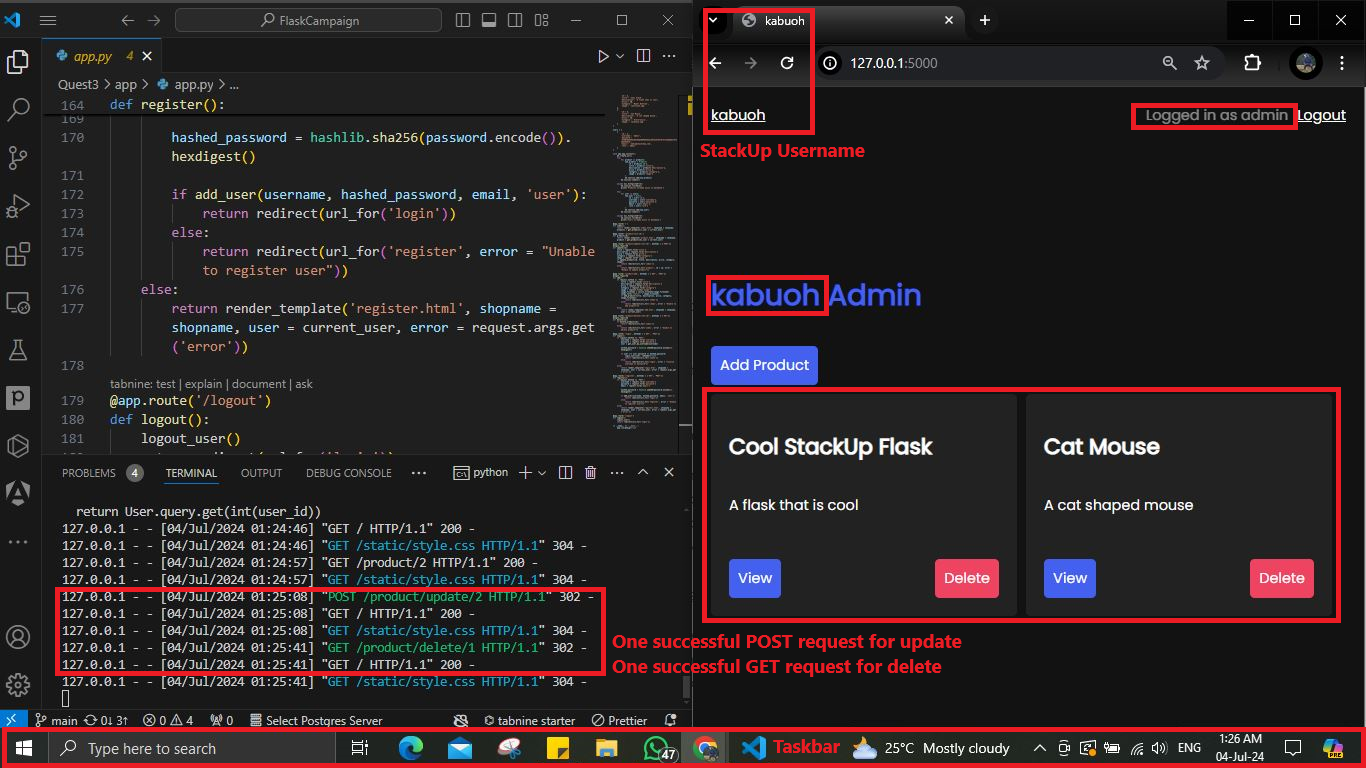 FlaskCampaign
app.py 4
Quest3 > app > app.py > ...
164 def register():
169
170 hashed_password = hashlib.sha256(password.encode()).
hexdigest()
171
172 if add_user(username, hashed_password, email, 'user'):
173 return redirect(url_for('login'))
174 else:
175 return redirect(url_for('register', error = "Unable
to register user"))
176 else:
177 return render_template('register.html', shopname =
shopname, user = current_user, error = request.args.get
('error'))
178
tabnine: test | explain | document | ask
179 @app.route('/logout')
180 def logout():
181 logout_user()
PROBLEMS 4 TERMINAL OUTPUT DEBUG CONSOLE ... python
return User.query.get(int(user_id))
127.0.0.1 - - [04/Jul/2024 01:24:46] "GET / HTTP/1.1" 200 -
127.0.0.1 - - [04/Jul/2024 01:24:46] "GET /static/style.css HTTP/1.1" 304 -
127.0.0.1 - - [04/Jul/2024 01:24:57] "GET /product/2 HTTP/1.1" 200 -
127.0.0.1 - - [04/Jul/2024 01:24:57] "GET /static/style.css HTTP/1.1" 304 -
127.0.0.1 - - [04/Jul/2024 01:25:08] "POST /product/update/2 HTTP/1.1" 302 -
127.0.0.1 - - [04/Jul/2024 01:25:08] "GET / HTTP/1.1" 200 -
127.0.0.1 - - [04/Jul/2024 01:25:08] "GET /static/style.css HTTP/1.1" 304 -
127.0.0.1 - - [04/Jul/2024 01:25:41] "GET /product/delete/1 HTTP/1.1" 302 -
127.0.0.1 - - [04/Jul/2024 01:25:41] "GET / HTTP/1.1" 200 -
127.0.0.1 - - [04/Jul/2024 01:25:41] "GET /static/style.css HTTP/1.1" 304 -
main 0↓ 3↑ 0 4 0 Select Postgres Server tabnine starter Prettier
kabuoh
127.0.0.1:5000
kabuoh Logged in as admin Logout
StackUp Username
kabuoh Admin
Add Product
Cool StackUp Flask
A flask that is cool
View Delete
Cat Mouse
A cat shaped mouse
View Delete
One successful POST request for update
One successful GET request for delete
Type here to search 47 Taskbar 25°C Mostly cloudy ENG 1:26 AM
04-Jul-24
PRE